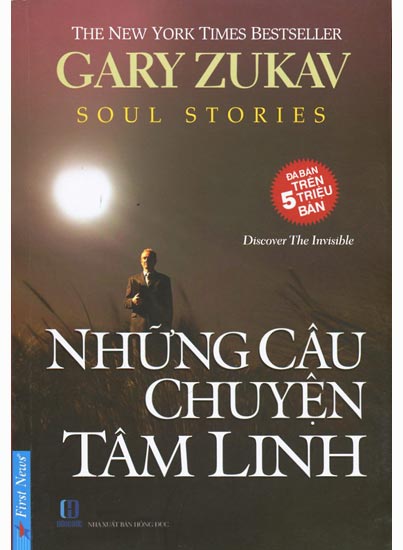 THE NEW YORK TIMES BESTSELLER
GARY ZUKAV
SOUL STORIES
ĐÃ BÁN
TRÊN
5 TRIỆU
BẢN
Discover The Invisible
NHỮNG CÂU
CHUYỆN
TÂM LINH
First News
NHÀ XUẤT BẢN HỒNG ĐỨC